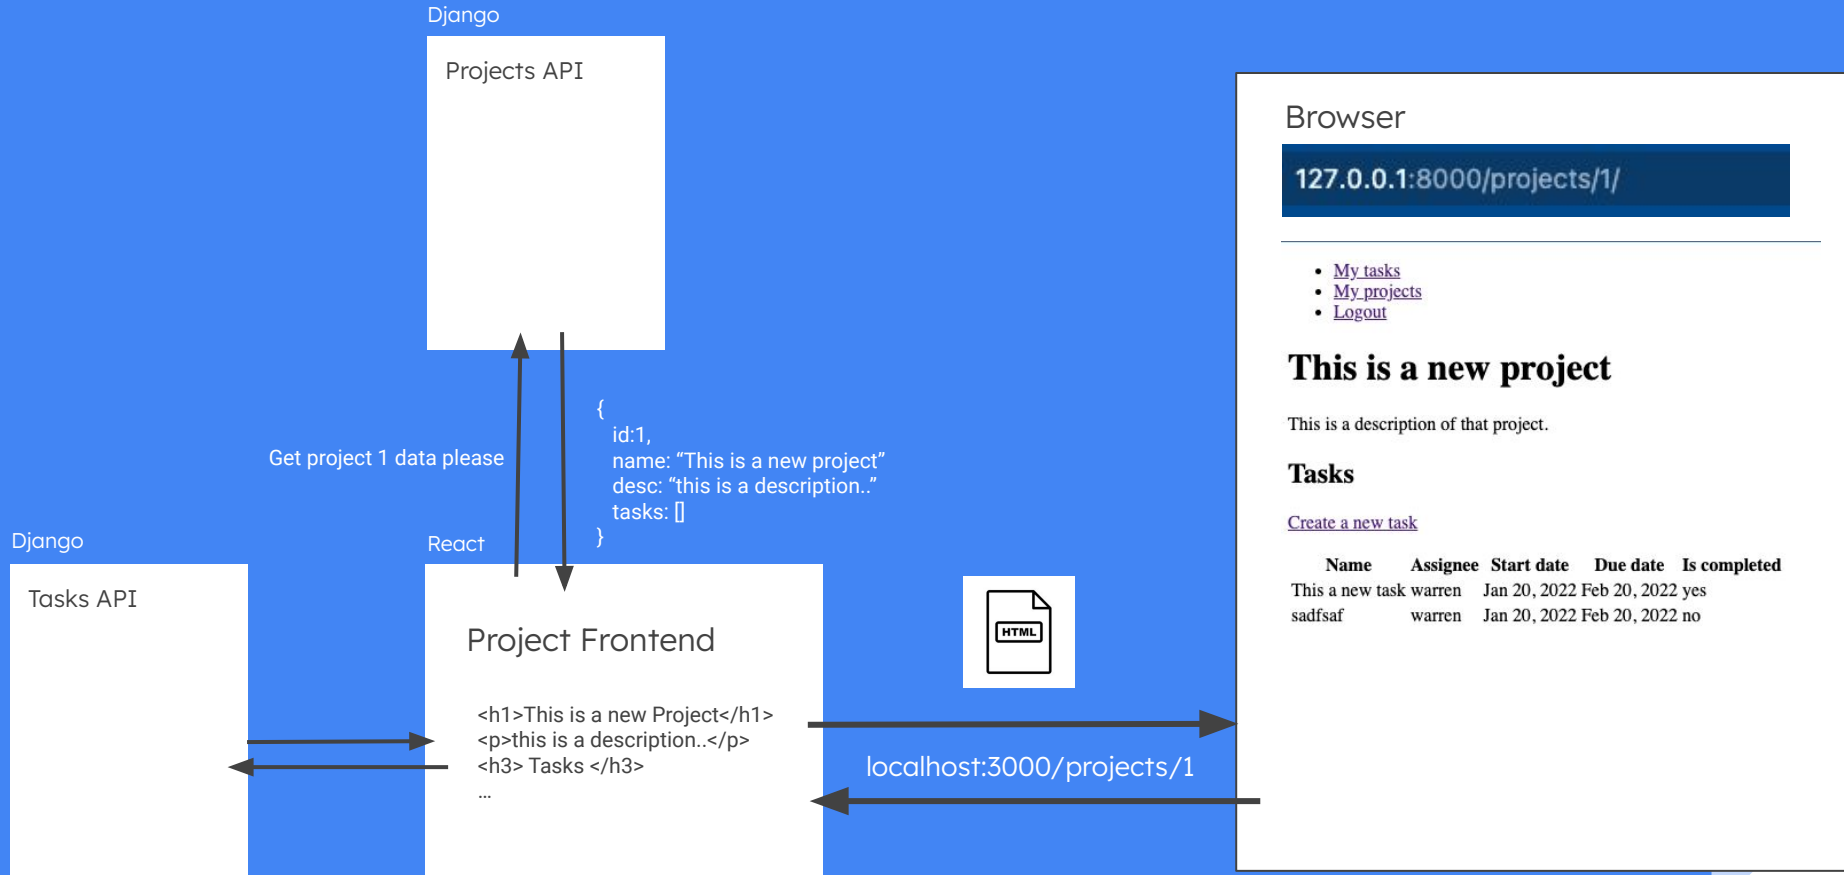 Django
Projects API
Get project 1 data please
{
id:1,
name: “This is a new project”
desc: “this is a description..”
tasks: []
}
Django
Tasks API
React
Project Frontend
<h1>This is a new Project</h1>
<p>this is a description..</p>
<h3> Tasks </h3>
...
HTML
localhost:3000/projects/1
Browser
127.0.0.1:8000/projects/1/
My tasks
My projects
Logout
This is a new project
This is a description of that project.
Tasks
Create a new task
Name Assignee Start date Due date Is completed
This a new task warren Jan 20, 2022 Feb 20, 2022 yes
sadfsaf warren Jan 20, 2022 Feb 20, 2022 no